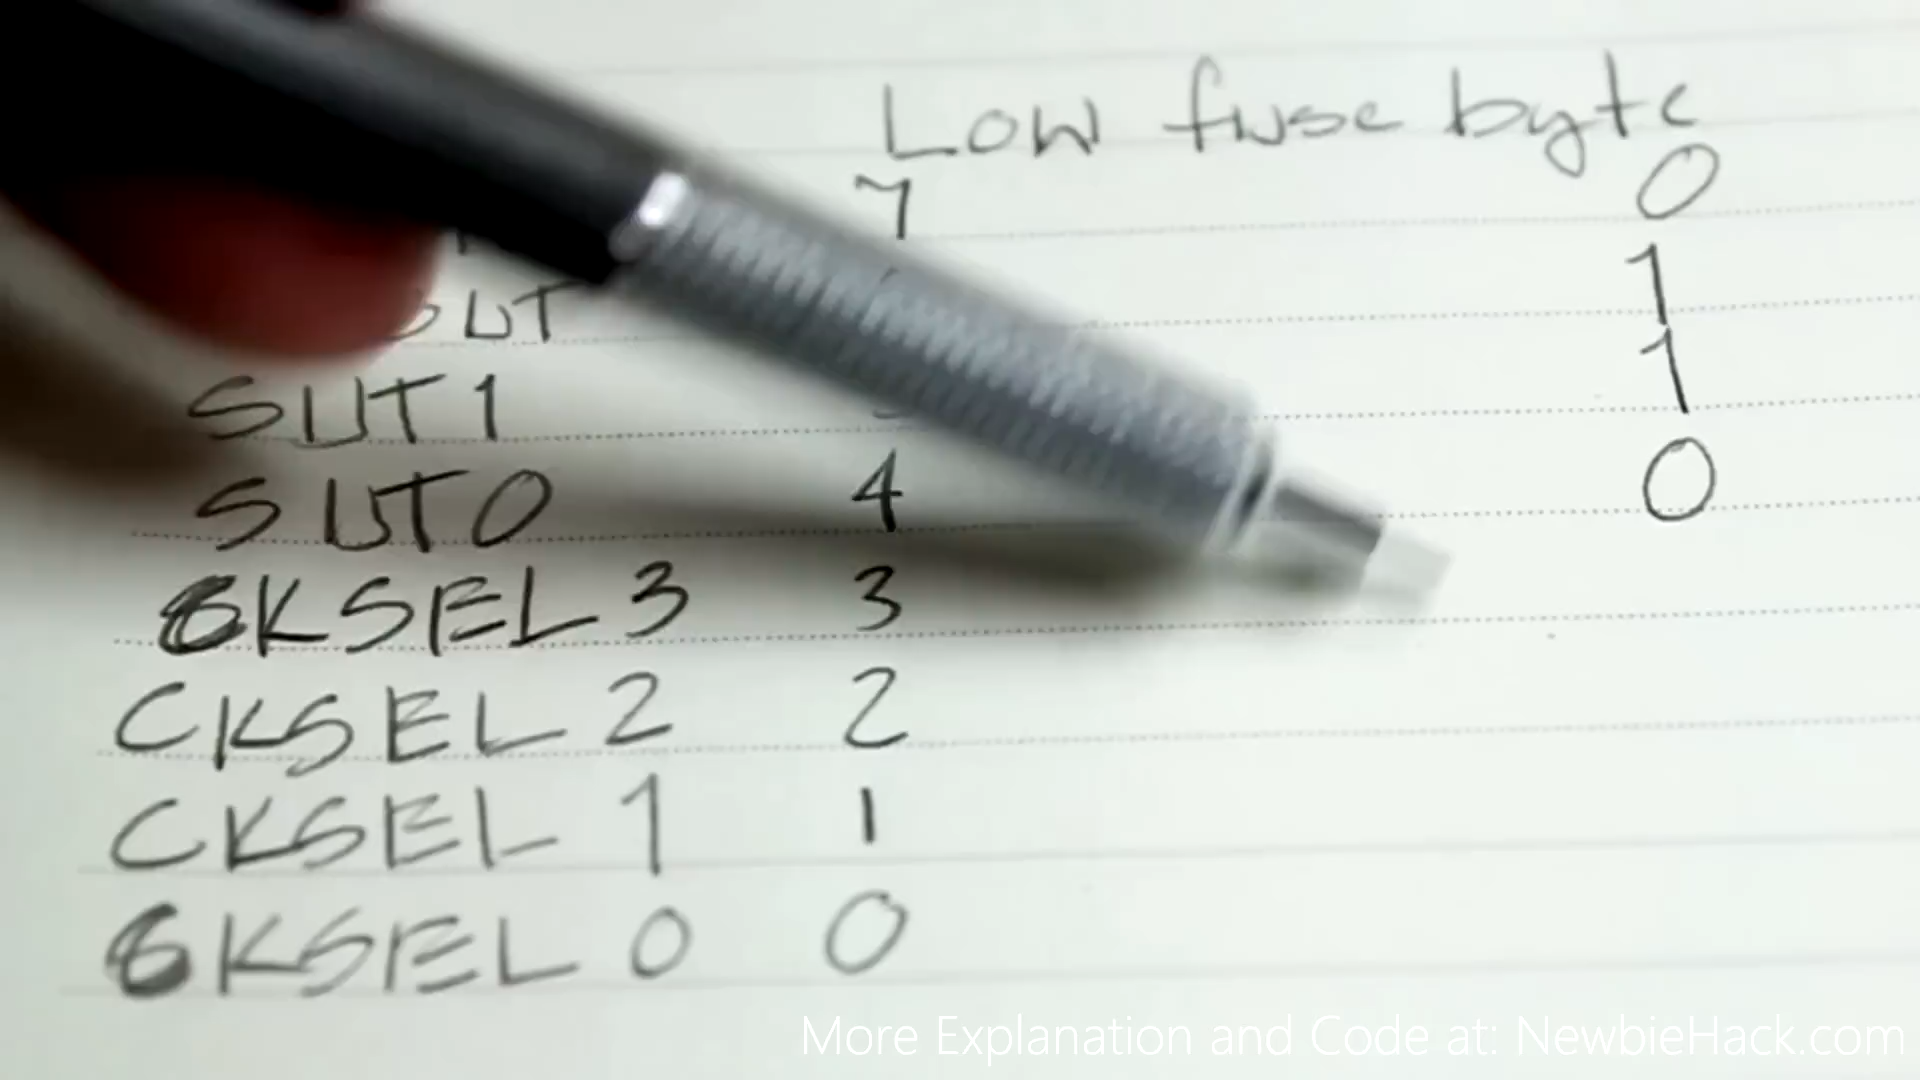 Low fuse byte
7 0
UT 1
SUT1 1
SUT0 4 0
CKSEL3 3
CKSEL2 2
CKSEL1 1
CKSEL0 0
More Explanation and Code at: NewbieHack.com